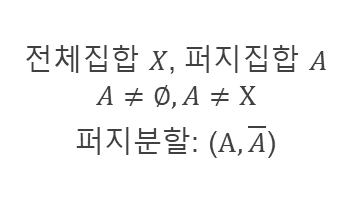 전체집합 X, 퍼지집합 A
A ≠ Ø, A ≠ X
퍼지분할: (A, A̅)